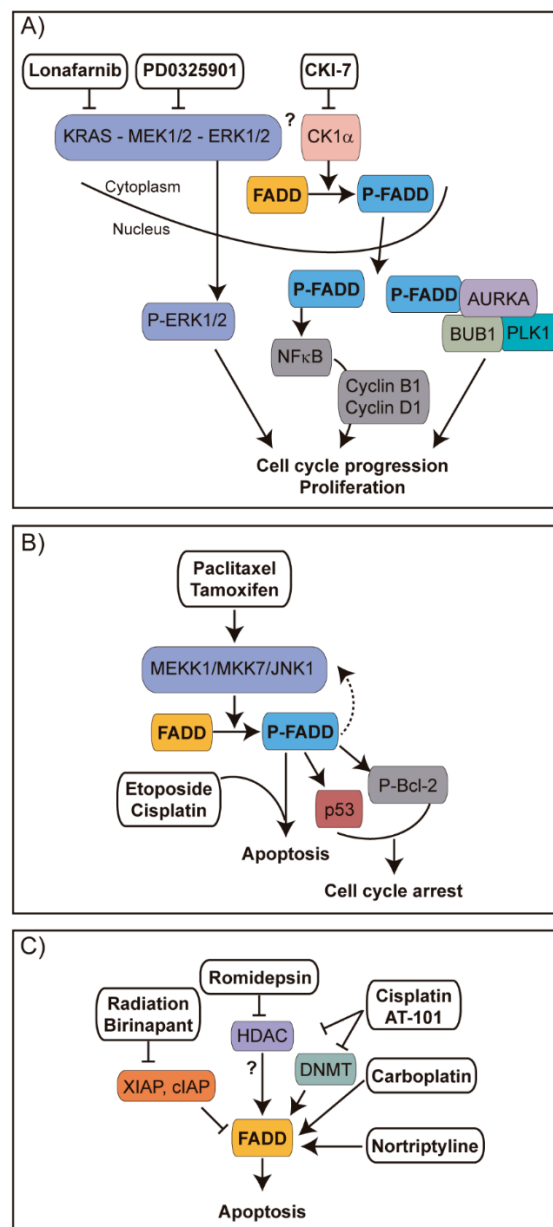 A)
Lonafarnib
PD0325901
CKI-7
KRAS - MEK1/2 - ERK1/2
?
CK1α
Cytoplasm
FADD
P-FADD
Nucleus
P-FADD
P-FADD
AURKA
P-ERK1/2
BUB1
PLK1
NFκB
Cyclin B1
Cyclin D1
Cell cycle progression
Proliferation
B)
Paclitaxel
Tamoxifen
MEKK1/MKK7/JNK1
FADD
P-FADD
Etoposide
Cisplatin
P-Bcl-2
p53
Apoptosis
Cell cycle arrest
C)
Romidepsin
Radiation
Birinapant
Cisplatin
AT-101
HDAC
DNMT
?
XIAP, cIAP
Carboplatin
FADD
Nortriptyline
Apoptosis